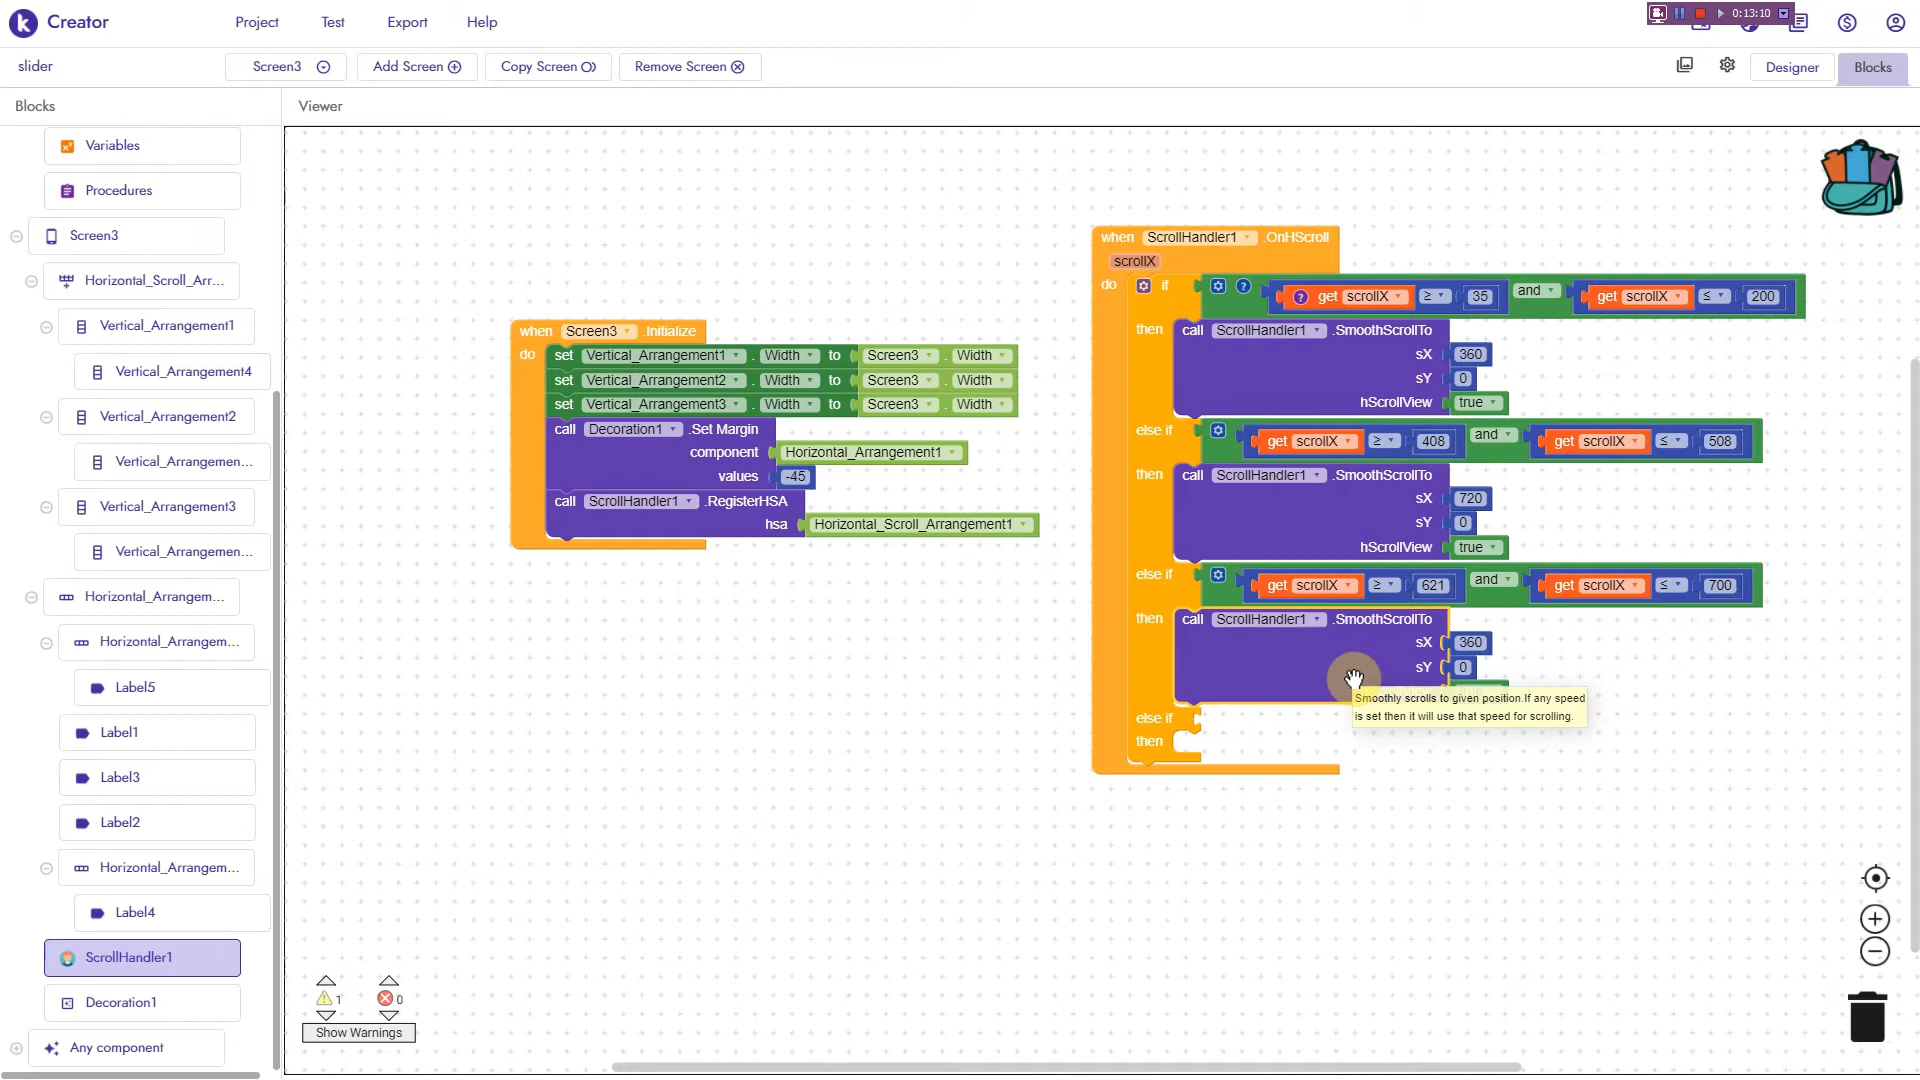 Creator
Project
Test
Export
Help
0:13:10
slider
Screen3
Add Screen
Copy Screen
Remove Screen
Designer
Blocks
Blocks
Viewer
Variables
Procedures
Screen3
Horizontal_Scroll_Arr...
Vertical_Arrangement1
Vertical_Arrangement4
Vertical_Arrangement2
Vertical_Arrangemen...
Vertical_Arrangement3
Vertical_Arrangemen...
Horizontal_Arrangem...
Horizontal_Arrangem...
Label5
Label1
Label3
Label2
Horizontal_Arrangem...
Label4
ScrollHandler1
Decoration1
Any component
when Screen3 .Initialize
do set Vertical_Arrangement1 . Width to Screen3 . Width
set Vertical_Arrangement2 . Width to Screen3 . Width
set Vertical_Arrangement3 . Width to Screen3 . Width
call Decoration1 .Set Margin
component Horizontal_Arrangement1
values -45
call ScrollHandler1 .RegisterHSA
hsa Horizontal_Scroll_Arrangement1
when ScrollHandler1 .OnHScroll
scrollX
do if ? ? get scrollX ≥ 35 and get scrollX ≤ 200
then call ScrollHandler1 .SmoothScrollTo
sX 360
sY 0
hScrollView true
else if get scrollX ≥ 408 and get scrollX ≤ 508
then call ScrollHandler1 .SmoothScrollTo
sX 720
sY 0
hScrollView true
else if get scrollX ≥ 621 and get scrollX ≤ 700
then call ScrollHandler1 .SmoothScrollTo
sX 360
sY 0
Smoothly scrolls to given position.If any speed
is set then it will use that speed for scrolling.
else if
then
1
0
Show Warnings